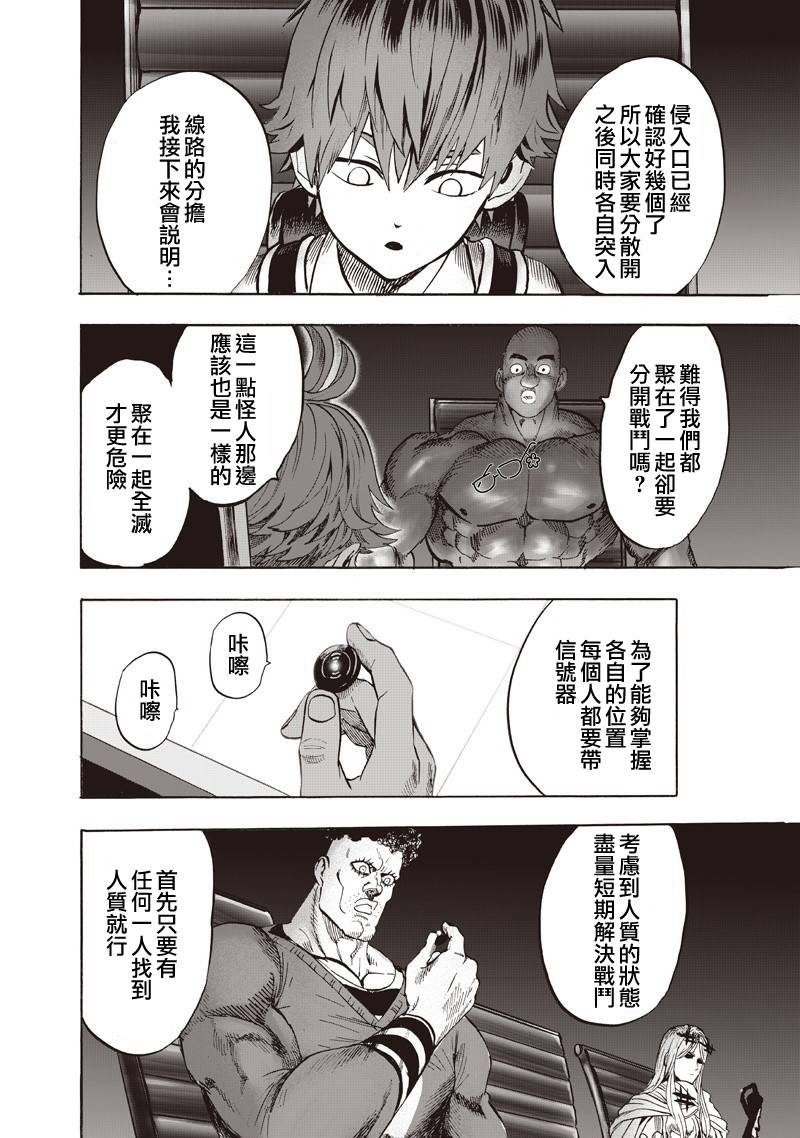 侵入口已經
確認好幾個了
所以大家要分散開
之後同時各自突入
線路的分擔
我接下來會説明…
難得我們都
聚在了一起卻要
分開戰鬥嗎?
這一點怪人那邊
應該也是一樣的
聚在一起全滅
才更危險
為了能夠掌握
各自的位置
每個人都要帶
信號器
咔嚓
咔嚓
考慮到人質的狀態
盡量短期解決戰鬥
首先只要有
任何一人找到
人質就行